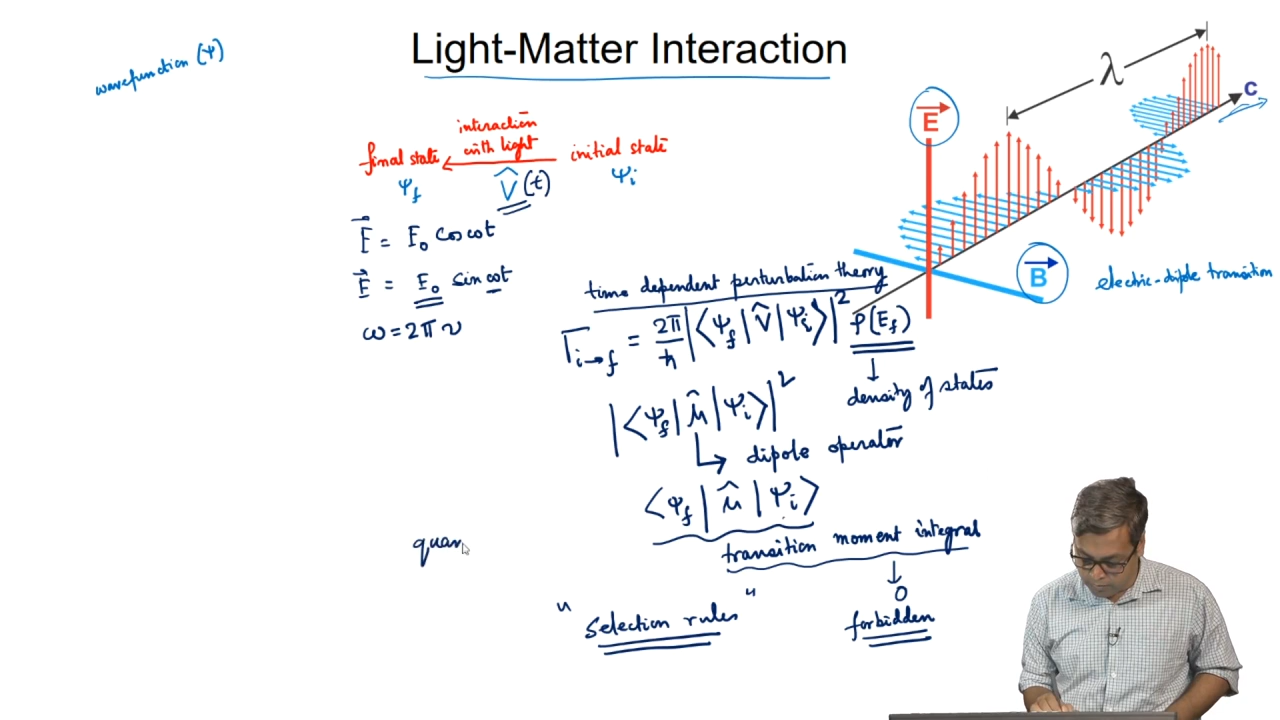 Light-Matter Interaction
wavefunction (Ψ)
λ
c
E
B
interaction
with light
final state
initial state
Ψf
V̂(t)
Ψi
E = E₀ cos ωt
E = E₀ sin ωt
ω = 2πν
electric-dipole transition
time dependent perturbation theory
Γi→f = 2π/ħ |⟨Ψf|V̂|Ψi⟩|² ρ(Ef)
density of states
|⟨Ψf|μ̂|Ψi⟩|²
dipole operator
⟨Ψf|μ̂|Ψi⟩
transition moment integral
quan
0
"Selection rules"
forbidden